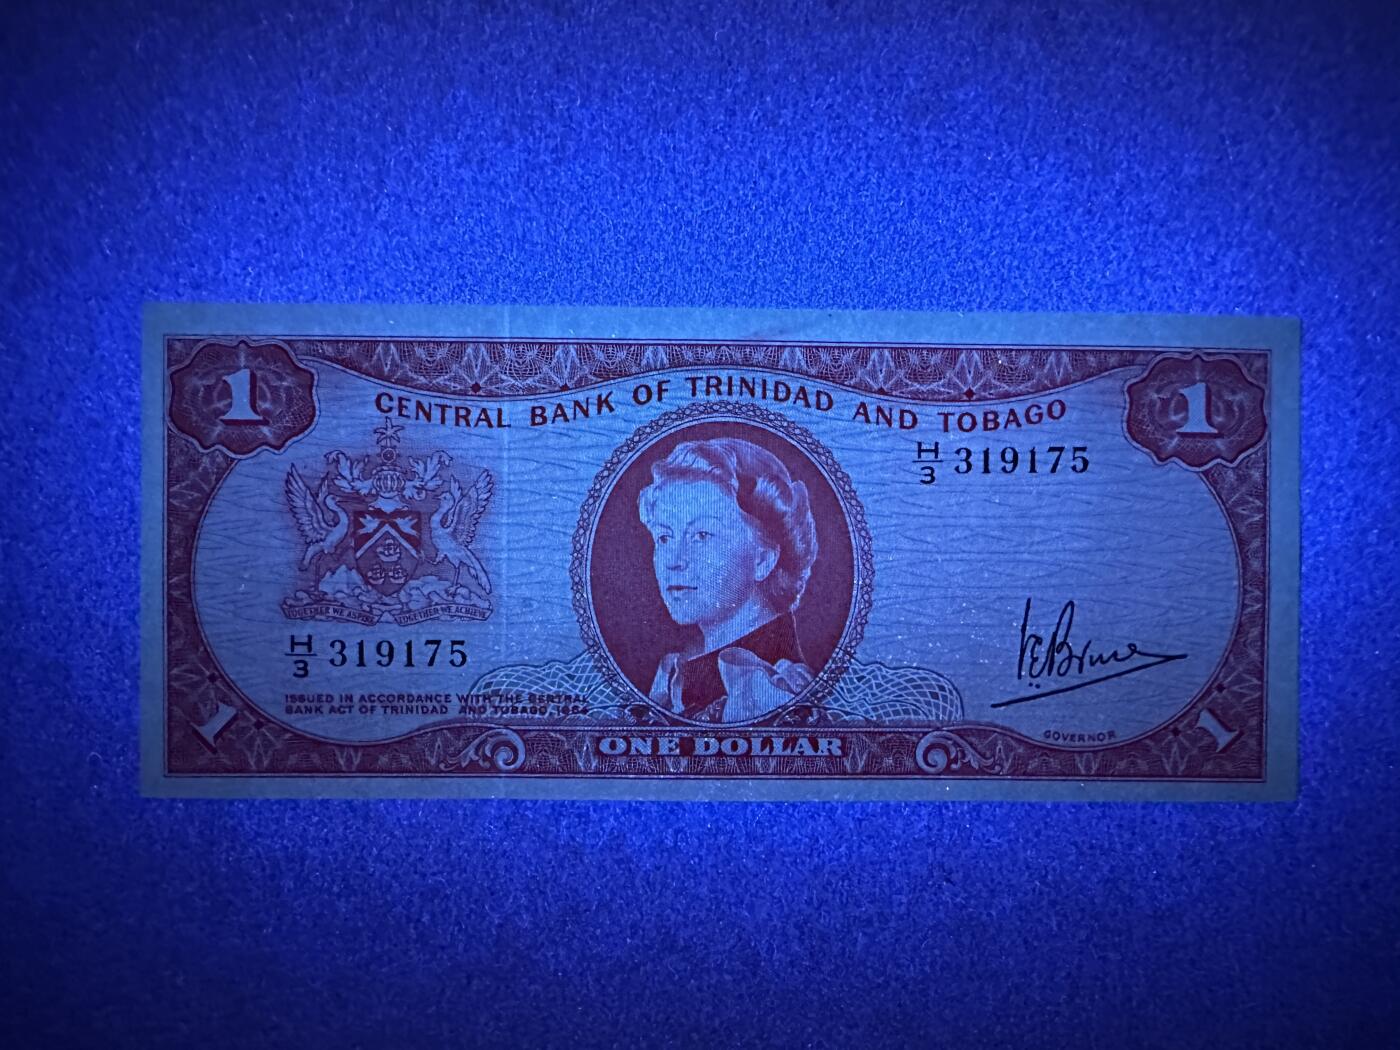 1
1
CENTRAL BANK OF TRINIDAD AND TOBAGO
H/3 319175
TOGETHER WE ASPIRE TOGETHER WE ACHIEVE
H/3 319175
ISSUED IN ACCORDANCE WITH THE CENTRAL
BANK ACT OF TRINIDAD AND TOBAGO 1964
GOVERNOR
1
ONE DOLLAR
1